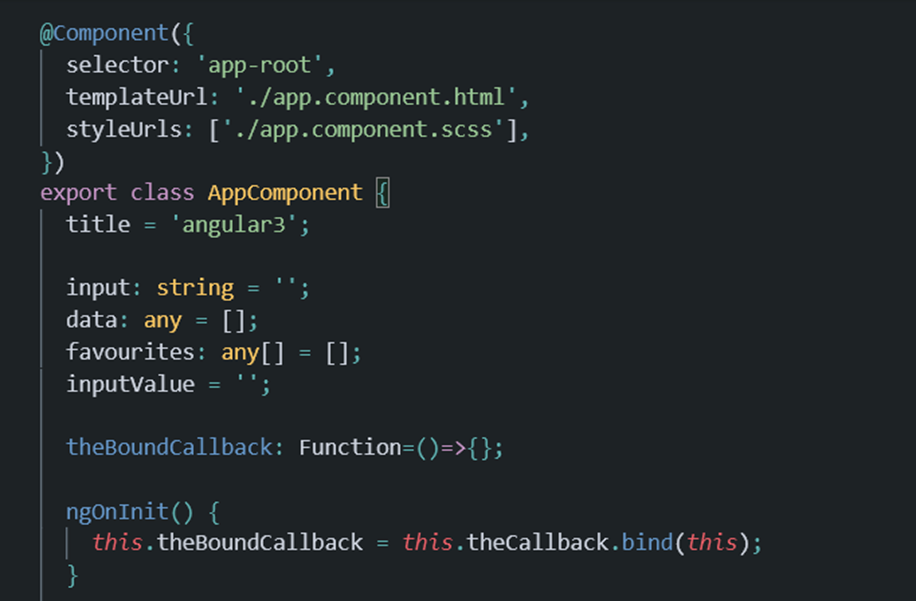 @Component({
  selector: 'app-root',
  templateUrl: './app.component.html',
  styleUrls: ['./app.component.scss'],
})
export class AppComponent {
  title = 'angular3';

  input: string = '';
  data: any = [];
  favourites: any[] = [];
  inputValue = '';

  theBoundCallback: Function=()=>{};

  ngOnInit() {
    this.theBoundCallback = this.theCallback.bind(this);
  }